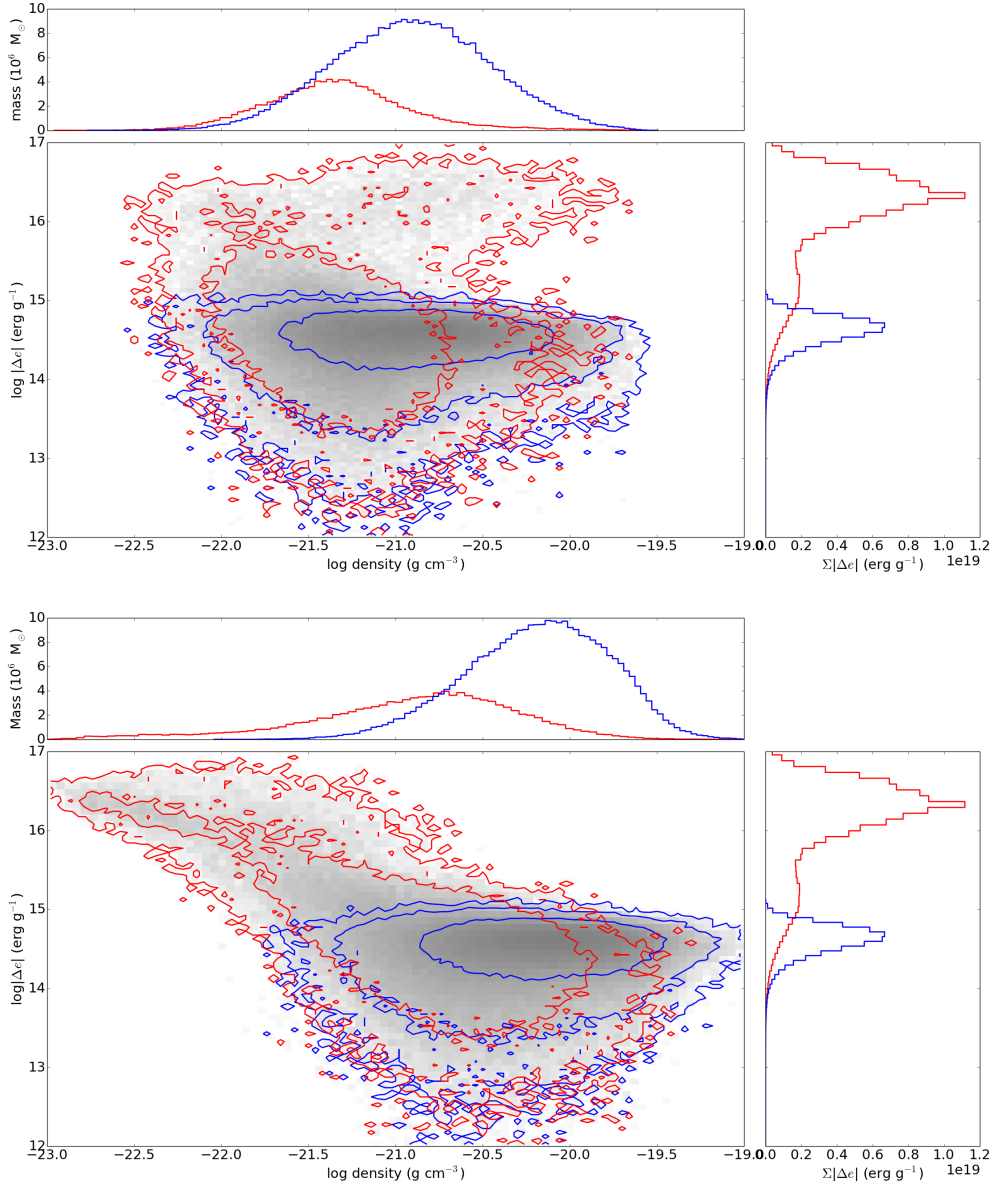 mass (10⁶ M☉)
10
8
6
4
2
0
log |Δe| (erg g⁻¹)
17
16
15
14
13
12
−23.0 −22.5 −22.0 −21.5 −21.0 −20.5 −20.0 −19.5 −19.0
log density (g cm⁻³)
0.0 0.2 0.4 0.6 0.8 1.0 1.2
Σ|Δe| (erg g⁻¹) 1e19
Mass (10⁶ M☉)
10
8
6
4
2
0
log|Δe| (erg g⁻¹)
17
16
15
14
13
12
−23.0 −22.5 −22.0 −21.5 −21.0 −20.5 −20.0 −19.5 −19.0
log density (g cm⁻³)
0.0 0.2 0.4 0.6 0.8 1.0 1.2
Σ|Δe| (erg g⁻¹) 1e19